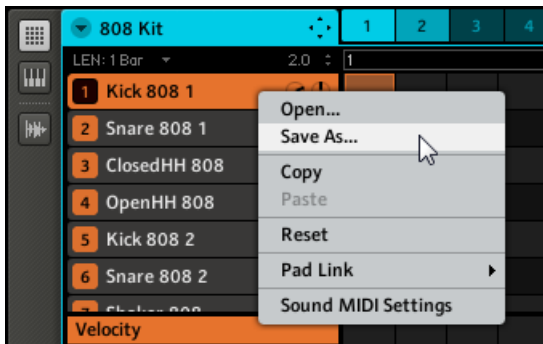 808 Kit
1 2 3 4
LEN: 1 Bar 2.0 1
1 Kick 808 1
2 Snare 808 1
3 ClosedHH 808
4 OpenHH 808
5 Kick 808 2
6 Snare 808 2
Velocity
Open...
Save As...
Copy
Paste
Reset
Pad Link
Sound MIDI Settings